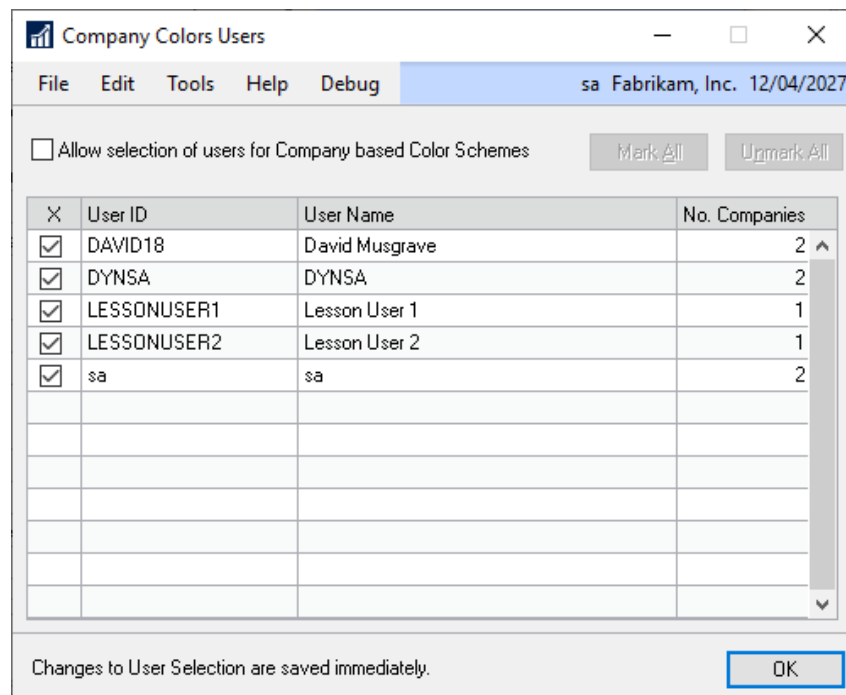 Company Colors Users
File Edit Tools Help Debug sa Fabrikam, Inc. 12/04/2027
Allow selection of users for Company based Color Schemes Mark All Unmark All
X User ID User Name No. Companies
DAVID18 David Musgrave 2
DYNSA DYNSA 2
LESSONUSER1 Lesson User 1 1
LESSONUSER2 Lesson User 2 1
sa sa 2
Changes to User Selection are saved immediately. OK